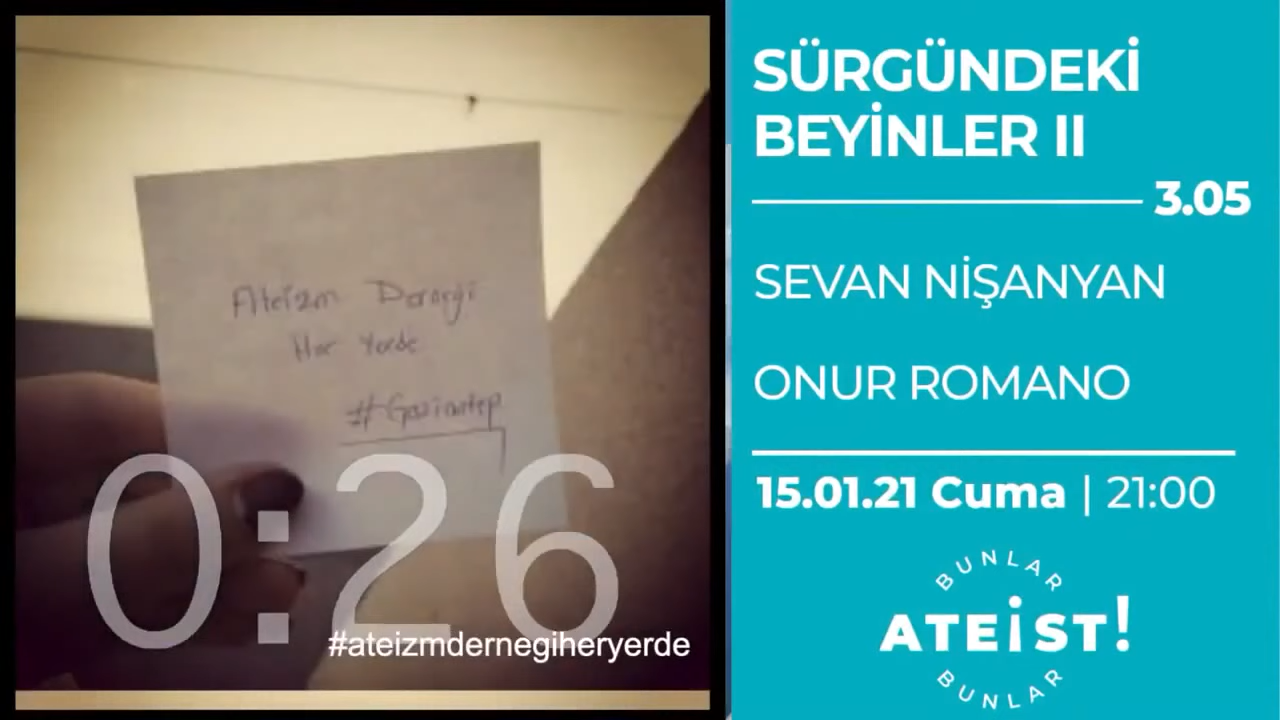 Ateizm Derneği
Her Yerde
#Gaziantep
0:26
#ateizmdernegiheryerde
SÜRGÜNDEKİ
BEYİNLER II
3.05
SEVAN NİŞANYAN
ONUR ROMANO
15.01.21 Cuma | 21:00
BUNLAR
ATEİST!
BUNLAR